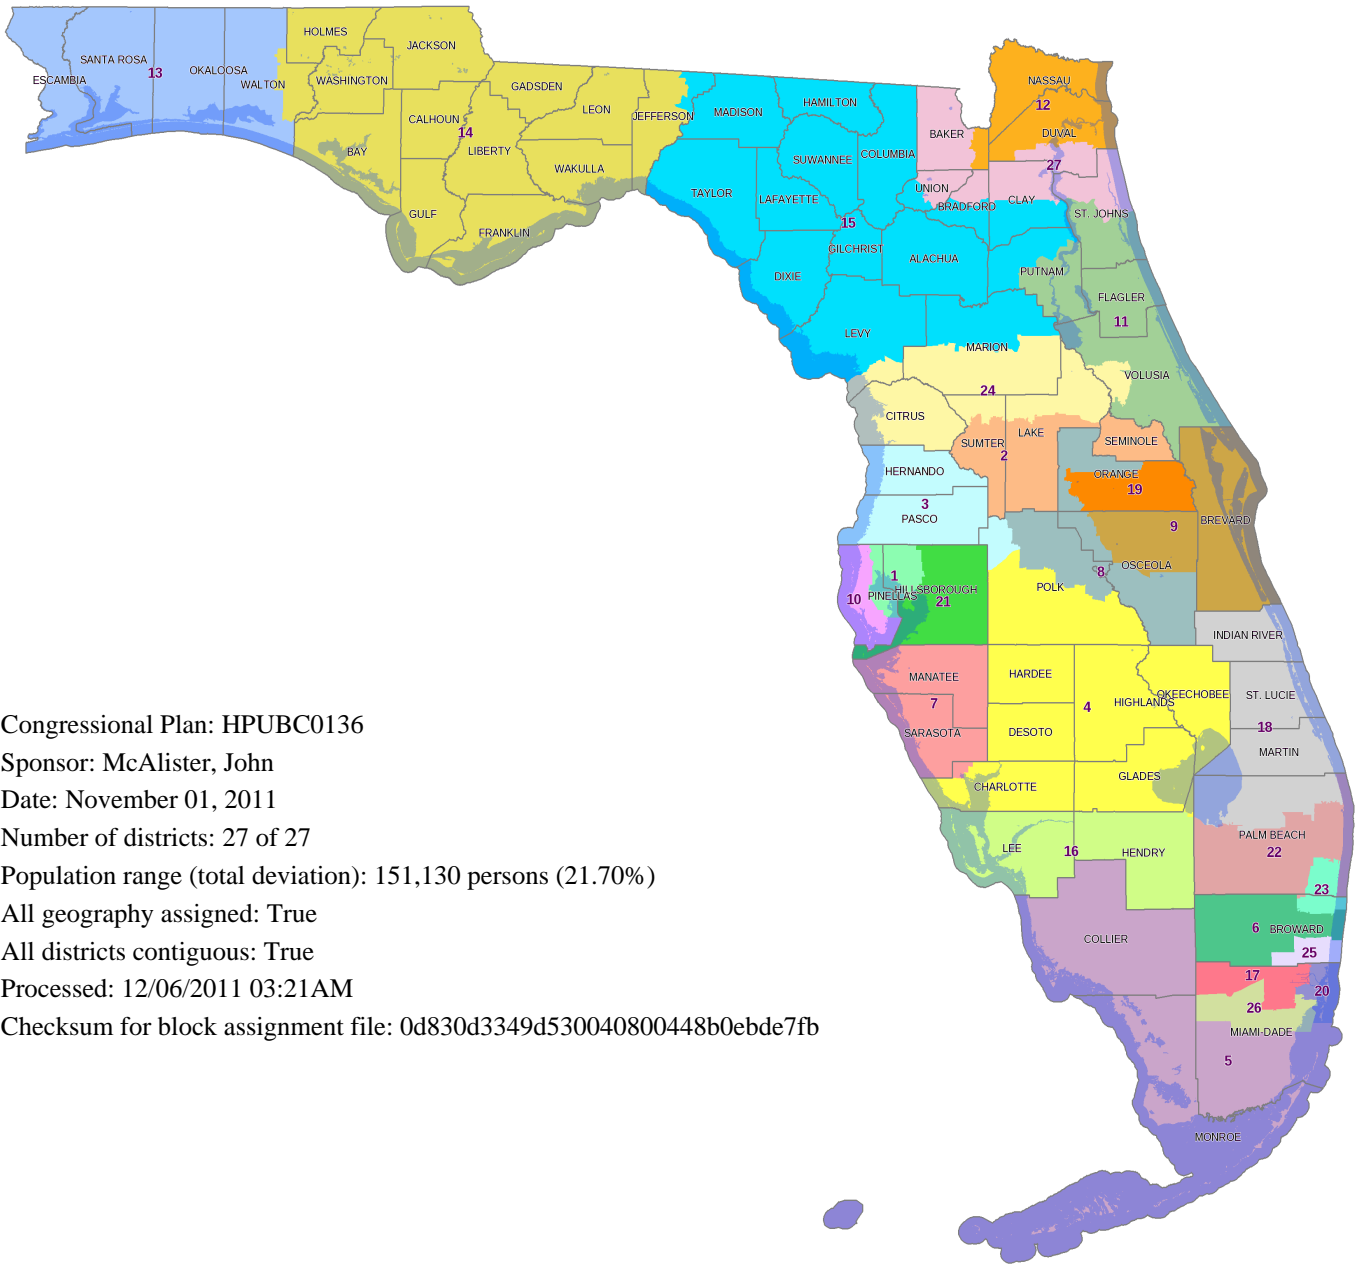 HOLMES
JACKSON
SANTA ROSA
13
OKALOOSA
ESCAMBIA
WALTON
WASHINGTON
GADSDEN
LEON
JEFFERSON
MADISON
HAMILTON
NASSAU
12
CALHOUN
14
LIBERTY
BAY
WAKULLA
SUWANNEE
COLUMBIA
BAKER
DUVAL
27
TAYLOR
LAFAYETTE
UNION
BRADFORD
CLAY
ST. JOHNS
GULF
FRANKLIN
15
GILCHRIST
ALACHUA
DIXIE
PUTNAM
FLAGLER
11
LEVY
MARION
VOLUSIA
24
CITRUS
SUMTER
LAKE
2
SEMINOLE
HERNANDO
ORANGE
19
3
PASCO
9
BREVARD
OSCEOLA
8
1
HILLSBOROUGH
PINELLAS
10
21
POLK
INDIAN RIVER
MANATEE
HARDEE
OKEECHOBEE
ST. LUCIE
7
4
HIGHLANDS
SARASOTA
DESOTO
18
MARTIN
CHARLOTTE
GLADES
PALM BEACH
22
LEE
16
HENDRY
23
6
BROWARD
COLLIER
25
17
20
26
MIAMI-DADE
5
MONROE
Congressional Plan: HPUBC0136
Sponsor: McAlister, John
Date: November 01, 2011
Number of districts: 27 of 27
Population range (total deviation): 151,130 persons (21.70%)
All geography assigned: True
All districts contiguous: True
Processed: 12/06/2011 03:21AM
Checksum for block assignment file: 0d830d3349d530040800448b0ebde7fb